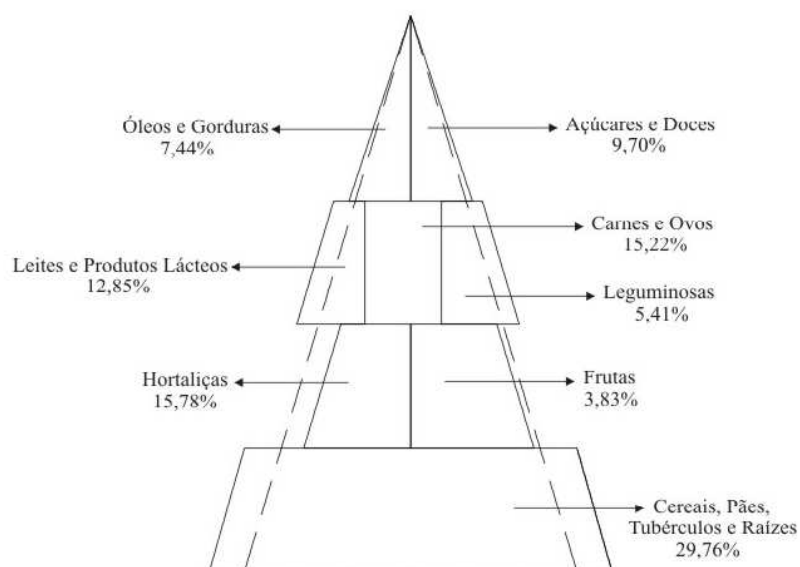 Óleos e Gorduras
7,44%
Açúcares e Doces
9,70%
Carnes e Ovos
15,22%
Leites e Produtos Lácteos
12,85%
Leguminosas
5,41%
Hortaliças
15,78%
Frutas
3,83%
Cereais, Pães,
Tubérculos e Raízes
29,76%